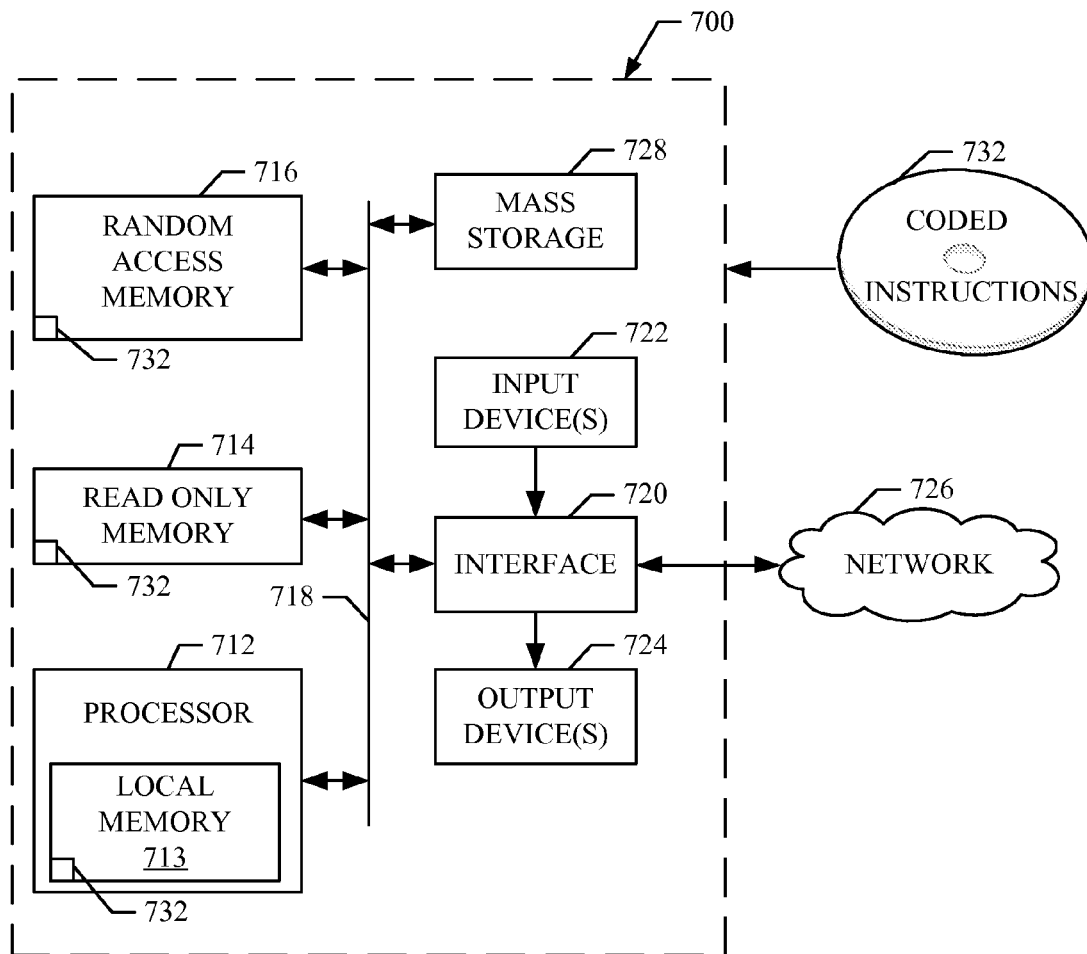 700
716
RANDOM
ACCESS
MEMORY
732
728
MASS
STORAGE
732
CODED
INSTRUCTIONS
722
INPUT
DEVICE(S)
714
READ ONLY
MEMORY
732
720
INTERFACE
726
NETWORK
718
712
PROCESSOR
LOCAL
MEMORY
713
732
724
OUTPUT
DEVICE(S)